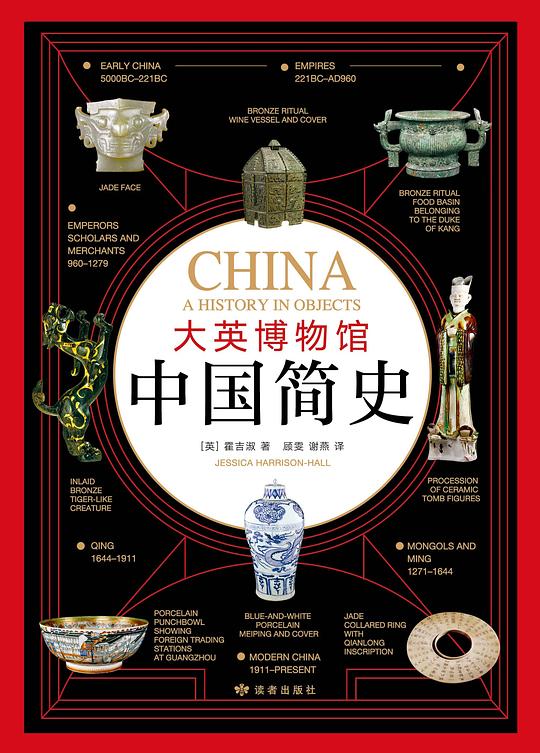 EARLY CHINA
5000BC–221BC
EMPIRES
221BC–AD960
BRONZE RITUAL
WINE VESSEL AND COVER
JADE FACE
BRONZE RITUAL
FOOD BASIN
BELONGING
TO THE DUKE
OF KANG
EMPERORS
SCHOLARS AND
MERCHANTS
960–1279
CHINA
A HISTORY IN OBJECTS
大英博物馆
中国简史
[英] 霍吉淑 著 顾雯 谢燕 译
JESSICA HARRISON-HALL
INLAID
BRONZE
TIGER-LIKE
CREATURE
PROCESSION
OF CERAMIC
TOMB FIGURES
QING
1644–1911
MONGOLS AND
MING
1271–1644
PORCELAIN
PUNCHBOWL
SHOWING
FOREIGN TRADING
STATIONS
AT GUANGZHOU
BLUE-AND-WHITE
PORCELAIN
MEIPING AND COVER
JADE
COLLARED RING
WITH
QIANLONG
INSCRIPTION
MODERN CHINA
1911–PRESENT
读者出版社